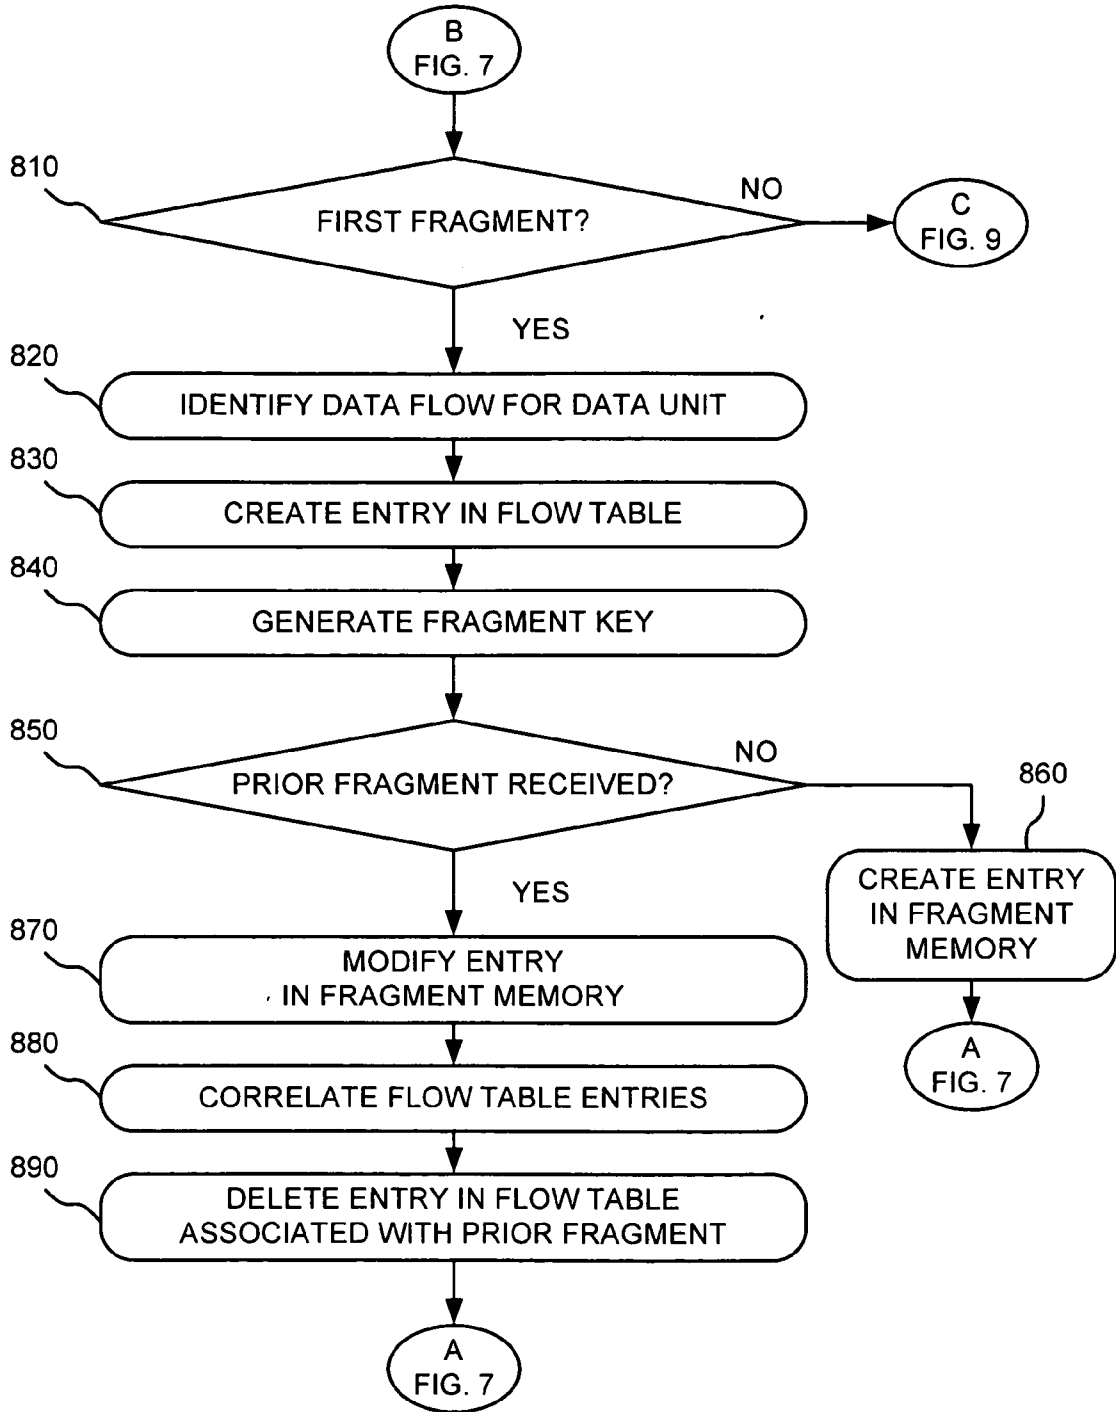 B
FIG. 7
810
FIRST FRAGMENT?
NO
C
FIG. 9
YES
820
IDENTIFY DATA FLOW FOR DATA UNIT
830
CREATE ENTRY IN FLOW TABLE
840
GENERATE FRAGMENT KEY
850
PRIOR FRAGMENT RECEIVED?
NO
860
CREATE ENTRY
IN FRAGMENT
MEMORY
A
FIG. 7
YES
870
MODIFY ENTRY
IN FRAGMENT MEMORY
880
CORRELATE FLOW TABLE ENTRIES
890
DELETE ENTRY IN FLOW TABLE
ASSOCIATED WITH PRIOR FRAGMENT
A
FIG. 7